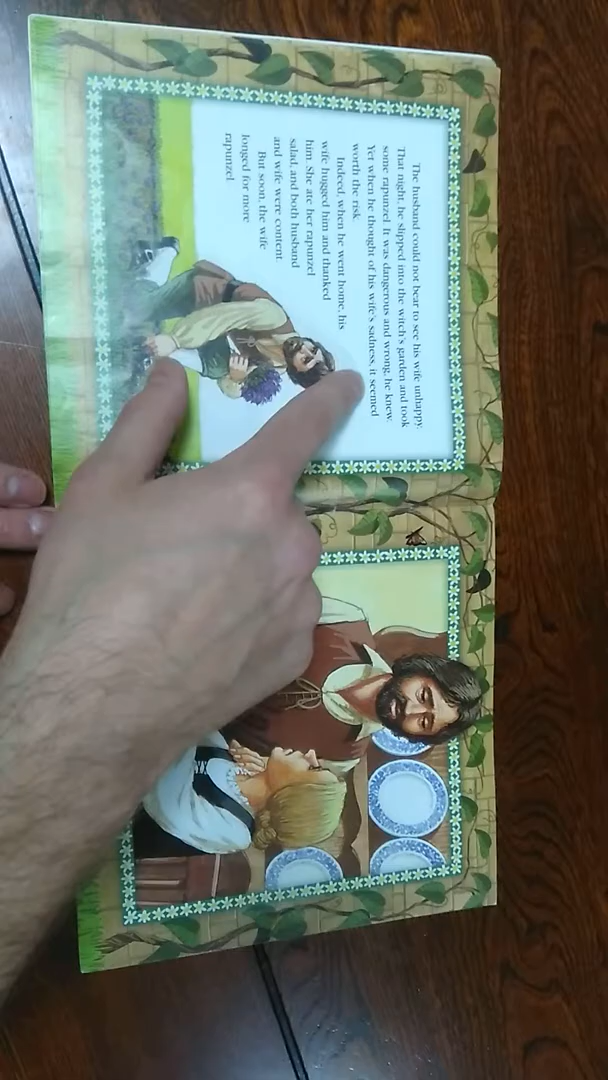 The husband could not bear to see his wife unhappy.
That night, he slipped into the witch's garden and took
some rapunzel. It was dangerous and wrong, he knew.
Yet when he thought of his wife's sadness, it seemed
worth the risk.
Indeed, when he went home, his
wife hugged him and thanked
him. She ate her rapunzel
salad, and both husband
and wife were content.
But soon, the wife
longed for more
rapunzel.